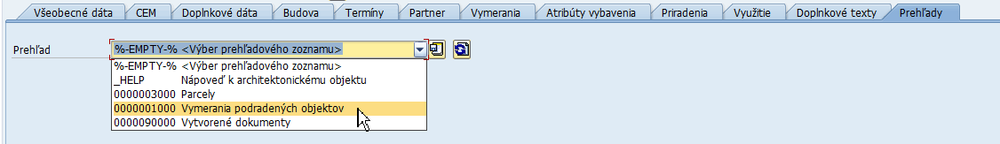 Všeobecné dáta CEM Doplnkové dáta Budova Termíny Partner Vymerania Atribúty vybavenia Priradenia Využitie Doplnkové texty Prehľady
Prehľad %-EMPTY-% <Výber prehľadového zoznamu>
%-EMPTY-% <Výber prehľadového zoznamu>
_HELP Nápoveď k architektonickému objektu
0000003000 Parcely
0000001000 Vymerania podradených objektov
0000090000 Vytvorené dokumenty